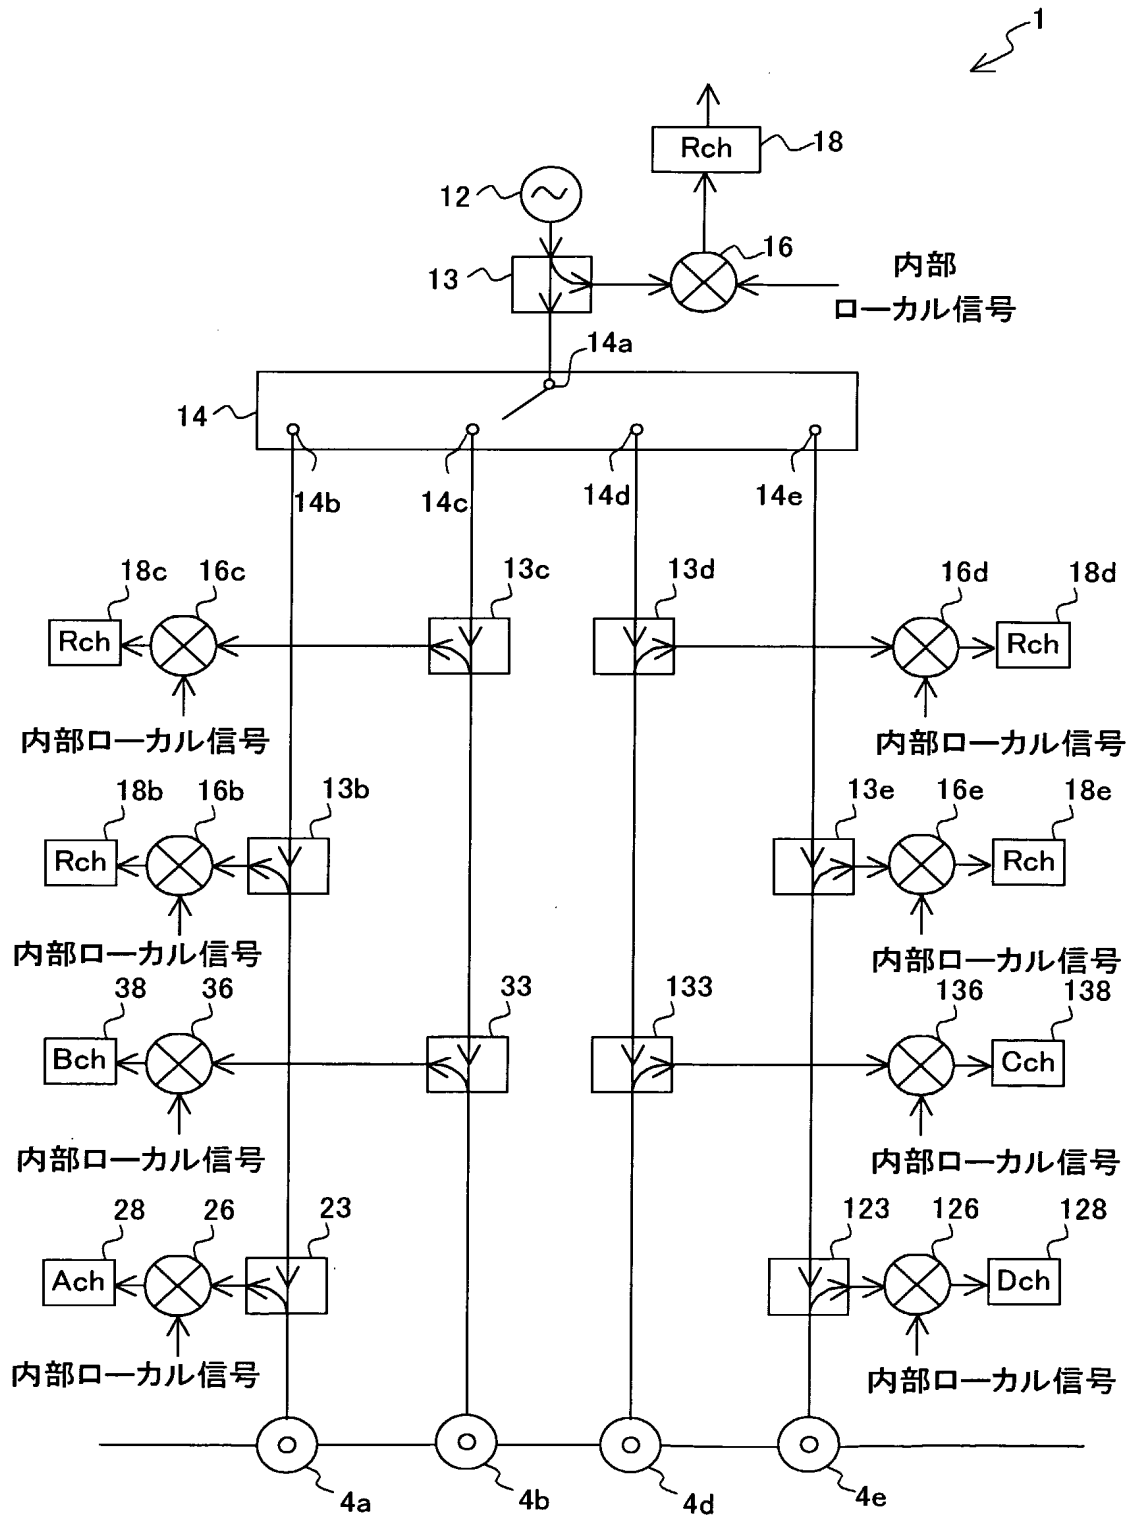 1
Rch 18
12
16
13
内部
ローカル信号
14a
14
14b 14c 14d 14e
18c 16c 13c 13d 16d 18d
Rch Rch
内部ローカル信号 内部ローカル信号
18b 16b 13b 13e 16e 18e
Rch Rch
内部ローカル信号 内部ローカル信号
38 36 33 133 136 138
Bch Cch
内部ローカル信号 内部ローカル信号
28 26 23 123 126 128
Ach Dch
内部ローカル信号 内部ローカル信号
4a 4b 4d 4e